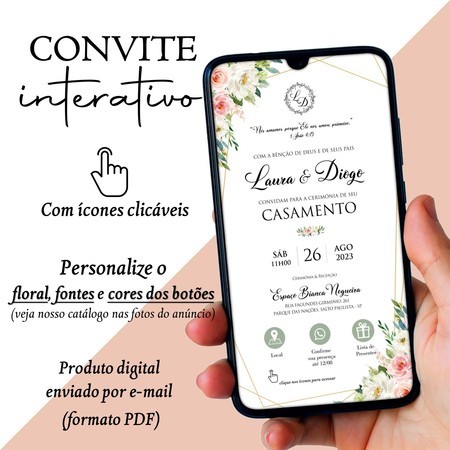 CONVITE
interativo
Com ícones clicáveis
Personalize o
floral, fontes e cores dos botões
(veja nosso catálogo nas fotos do anúncio)
Produto digital
enviado por e-mail
(formato PDF)
L D
"Nós amamos porque Ele nos amou primeiro."
1 João 4:19
COM A BÊNÇÃO DE DEUS E DE SEUS PAIS
Laura & Diogo
CONVIDAM PARA A CERIMÔNIA DE SEU
CASAMENTO
SÁB 26 AGO
11H00 2023
CERIMÔNIA & RECEPÇÃO
Espaço Bianca Nogueira
RUA FAGUNDES GERMINIO, 261
PARQUE DAS NAÇÕES, SALTO PAULISTA - SP
Local
Confirme
sua presença
até 12/08
Lista de
Presentes
clique nos ícones para acessar